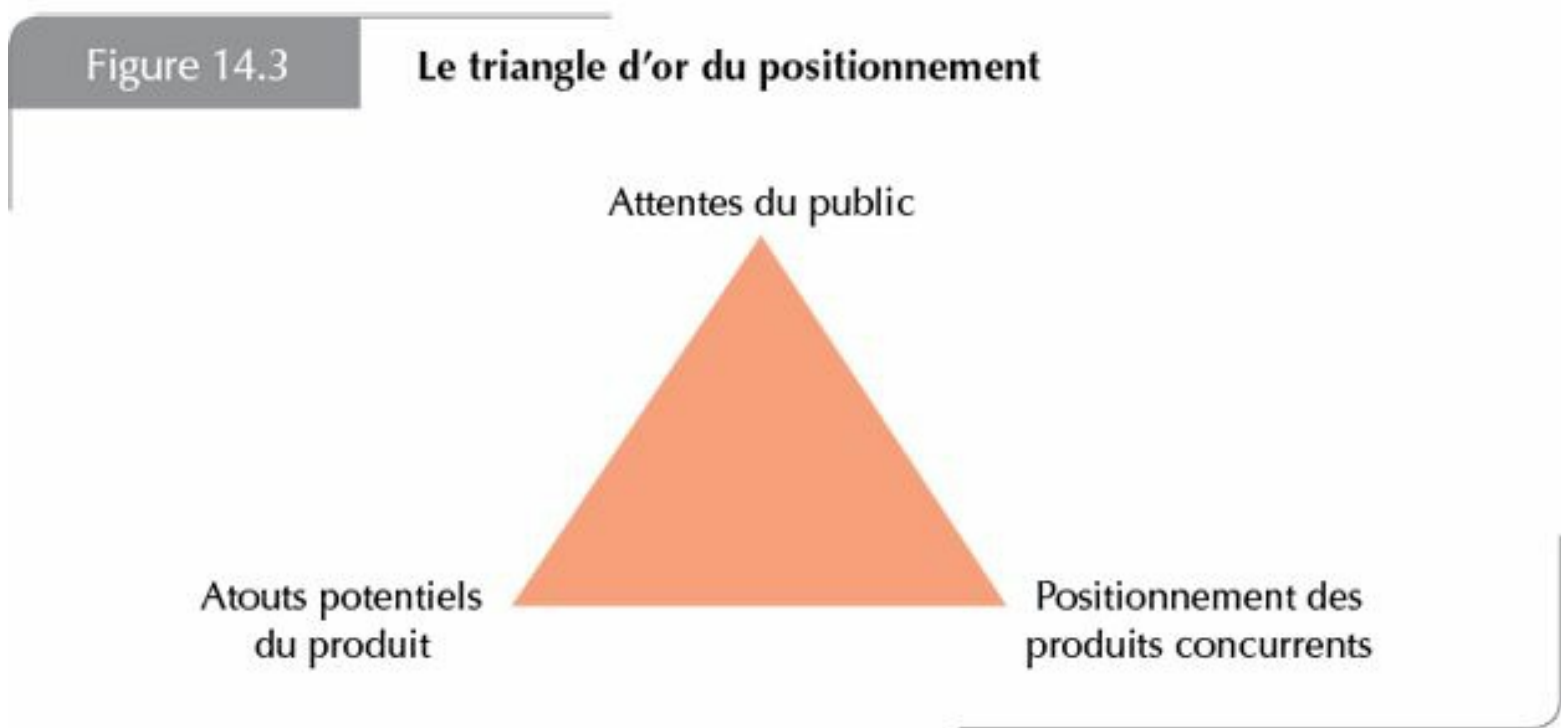 Figure 14.3
Le triangle d'or du positionnement
Attentes du public
Atouts potentiels
du produit
Positionnement des
produits concurrents